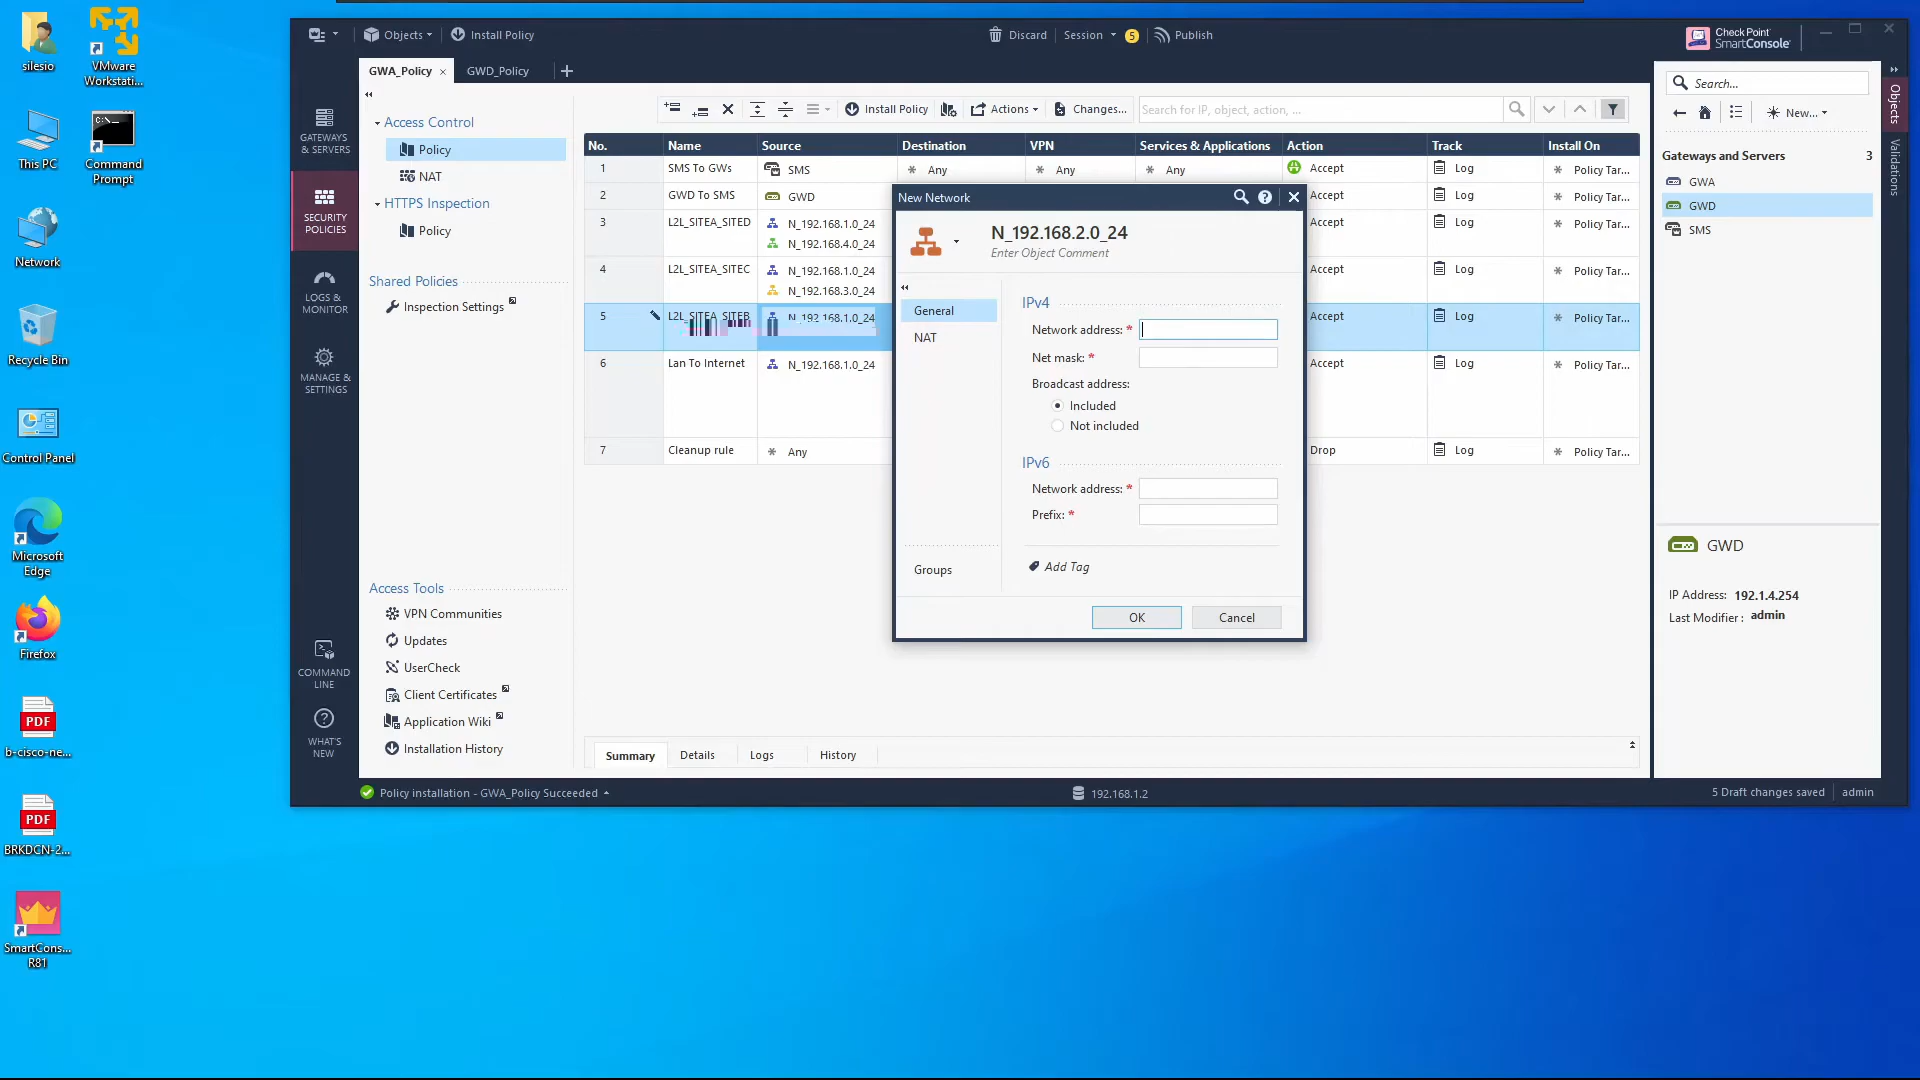 silesio
VMware
Workstati...
This PC
Command
Prompt
Network
Recycle Bin
Control Panel
Microsoft
Edge
Firefox
PDF
b-cisco-ne...
PDF
BRKDCN-2...
SmartCons...
R81
Objects
Install Policy
Discard
Session
5
Publish
Check Point
SmartConsole
GWA_Policy
GWD_Policy
GATEWAYS
& SERVERS
SECURITY
POLICIES
LOGS &
MONITOR
MANAGE &
SETTINGS
COMMAND
LINE
WHAT'S
NEW
Access Control
Policy
NAT
HTTPS Inspection
Policy
Shared Policies
Inspection Settings
Access Tools
VPN Communities
Updates
UserCheck
Client Certificates
Application Wiki
Installation History
Install Policy
Actions
Changes...
Search for IP, object, action, ...
No. Name Source Destination VPN Services & Applications Action Track Install On
1 SMS To GWs SMS * Any * Any * Any Accept Log * Policy Tar...
2 GWD To SMS GWD Accept Log * Policy Tar...
3 L2L_SITEA_SITED N_192.168.1.0_24 Accept Log * Policy Tar...
N_192.168.4.0_24
4 L2L_SITEA_SITEC N_192.168.1.0_24 Accept Log * Policy Tar...
N_192.168.3.0_24
5 L2L_SITEA_SITEB N_192.168.1.0_24 Accept Log * Policy Tar...
6 Lan To Internet N_192.168.1.0_24 Accept Log * Policy Tar...
7 Cleanup rule * Any Drop Log * Policy Tar...
New Network
N_192.168.2.0_24
Enter Object Comment
General
NAT
Groups
IPv4
Network address: *
Net mask: *
Broadcast address:
Included
Not included
IPv6
Network address: *
Prefix: *
Add Tag
OK
Cancel
Summary
Details
Logs
History
Search...
New...
Gateways and Servers 3
GWA
GWD
SMS
GWD
IP Address: 192.1.4.254
Last Modifier : admin
Objects
Validations
Policy installation - GWA_Policy Succeeded
192.168.1.2
5 Draft changes saved
admin